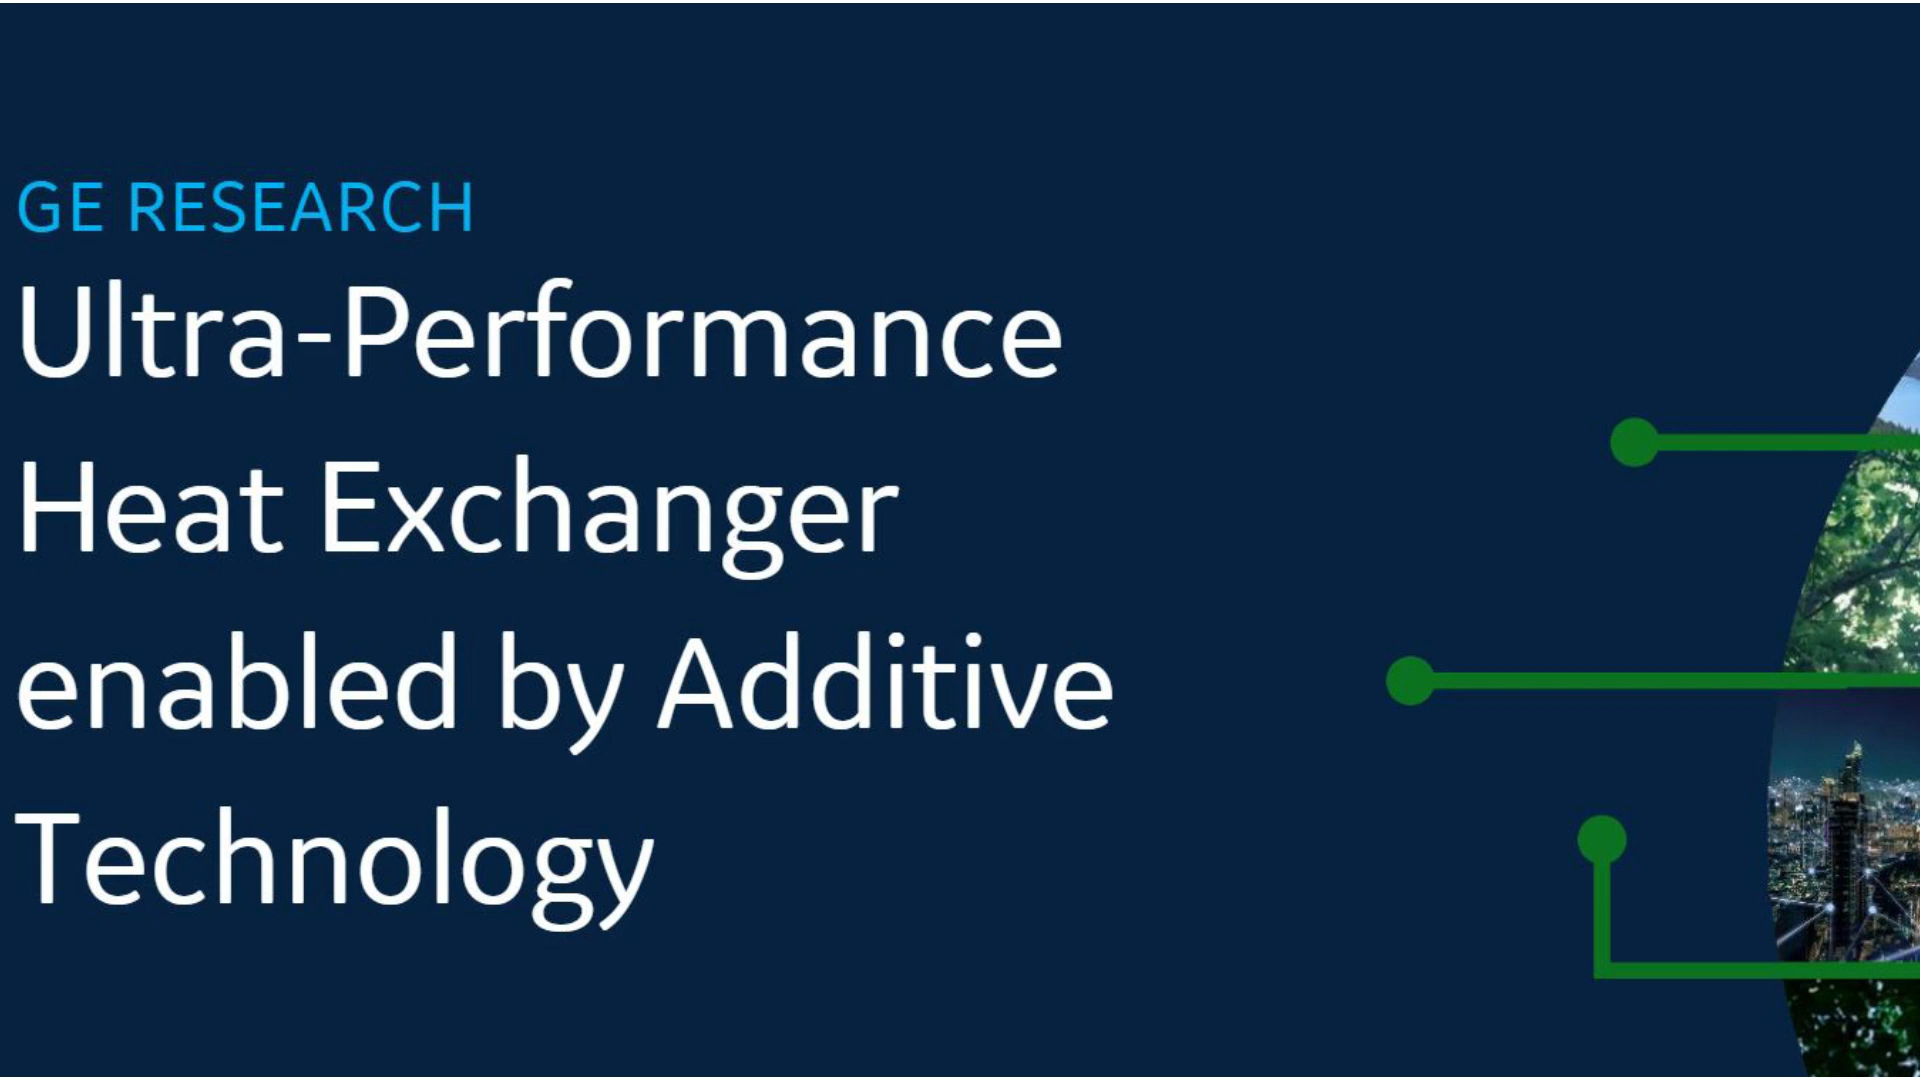 GE RESEARCH
Ultra-Performance
Heat Exchanger
enabled by Additive
Technology